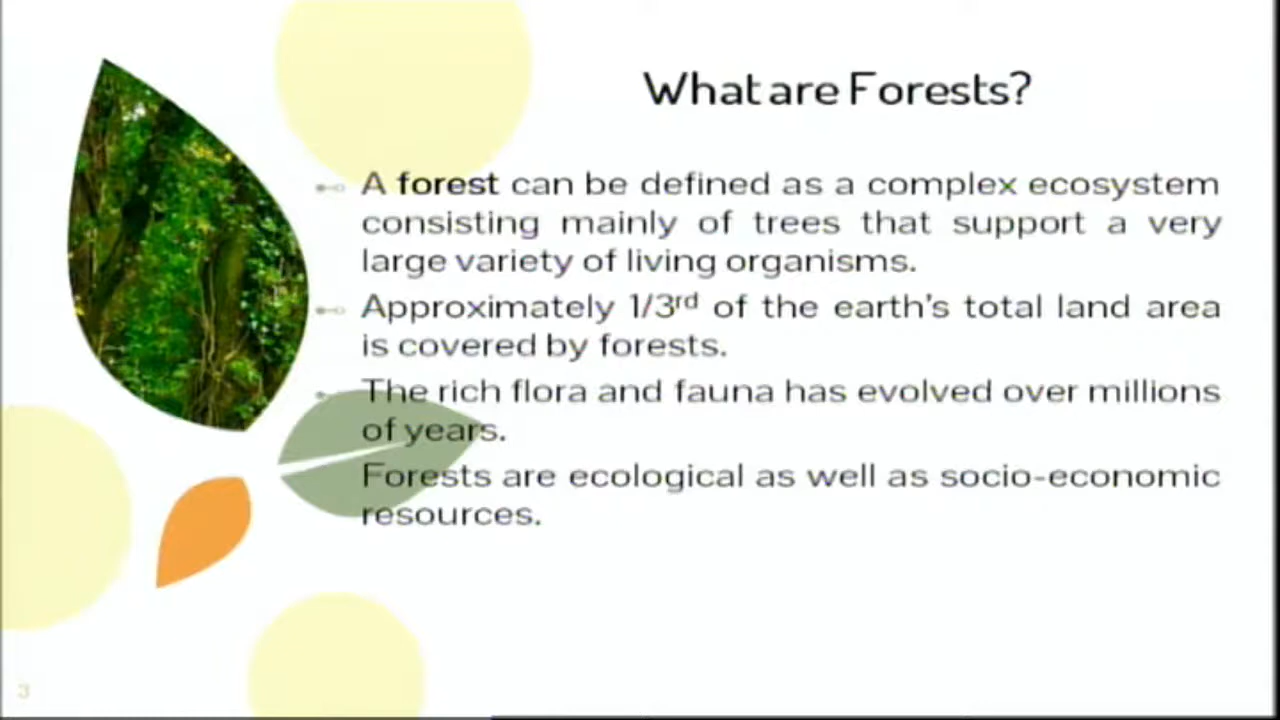 What are Forests?
A forest can be defined as a complex ecosystem
consisting mainly of trees that support a very
large variety of living organisms.
Approximately 1/3rd of the earth's total land area
is covered by forests.
The rich flora and fauna has evolved over millions
of years.
Forests are ecological as well as socio-economic
resources.
3